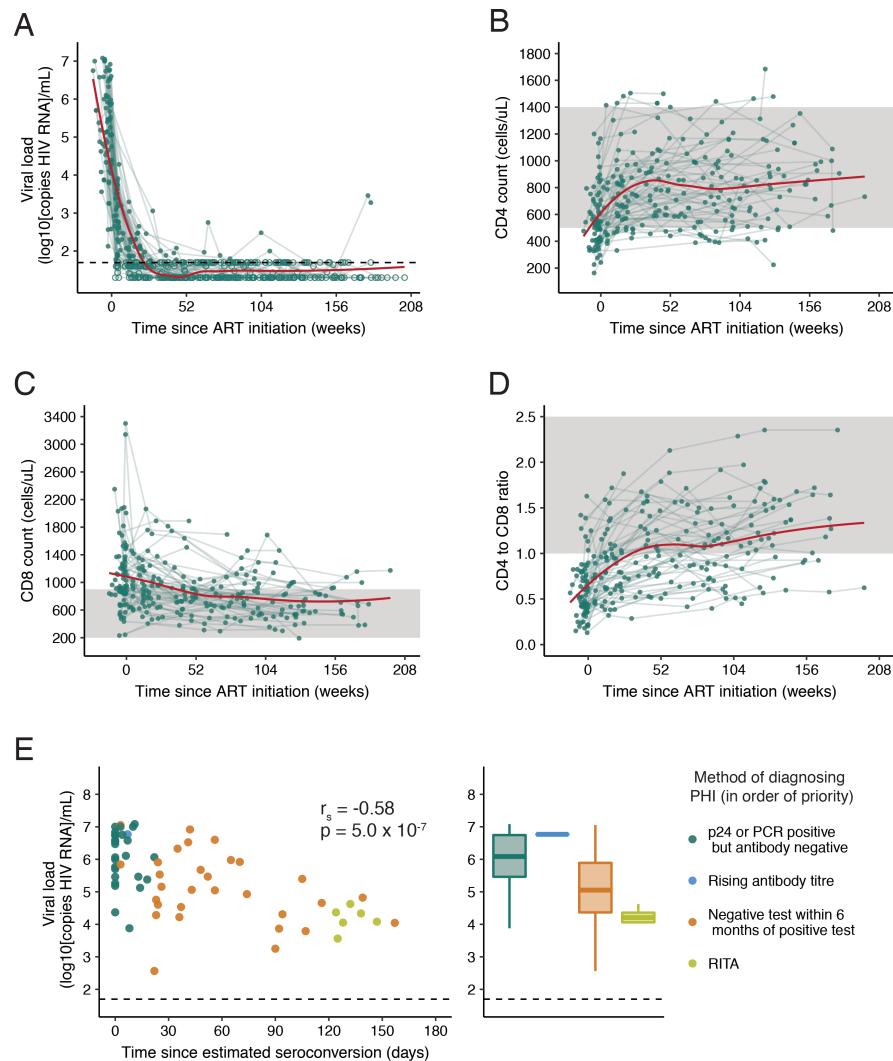 A
Viral load
(log10[copies HIV RNA]/mL)
7
6
5
4
3
2
0 52 104 156 208
Time since ART initiation (weeks)
B
CD4 count (cells/uL)
1800
1600
1400
1200
1000
800
600
400
200
0 52 104 156 208
Time since ART initiation (weeks)
C
CD8 count (cells/uL)
3400
3000
2600
2200
1800
1400
1000
600
200
0 52 104 156 208
Time since ART initiation (weeks)
D
CD4 to CD8 ratio
2.5
2.0
1.5
1.0
0.5
0.0
0 52 104 156 208
Time since ART initiation (weeks)
E
Viral load
(log10[copies HIV RNA]/mL)
8
7
6
5
4
3
2
rs = -0.58
p = 5.0 x 10-7
0 30 60 90 120 150 180
Time since estimated seroconversion (days)
8
7
6
5
4
3
2
Method of diagnosing
PHI (in order of priority)
p24 or PCR positive
but antibody negative
Rising antibody titre
Negative test within 6
months of positive test
RITA